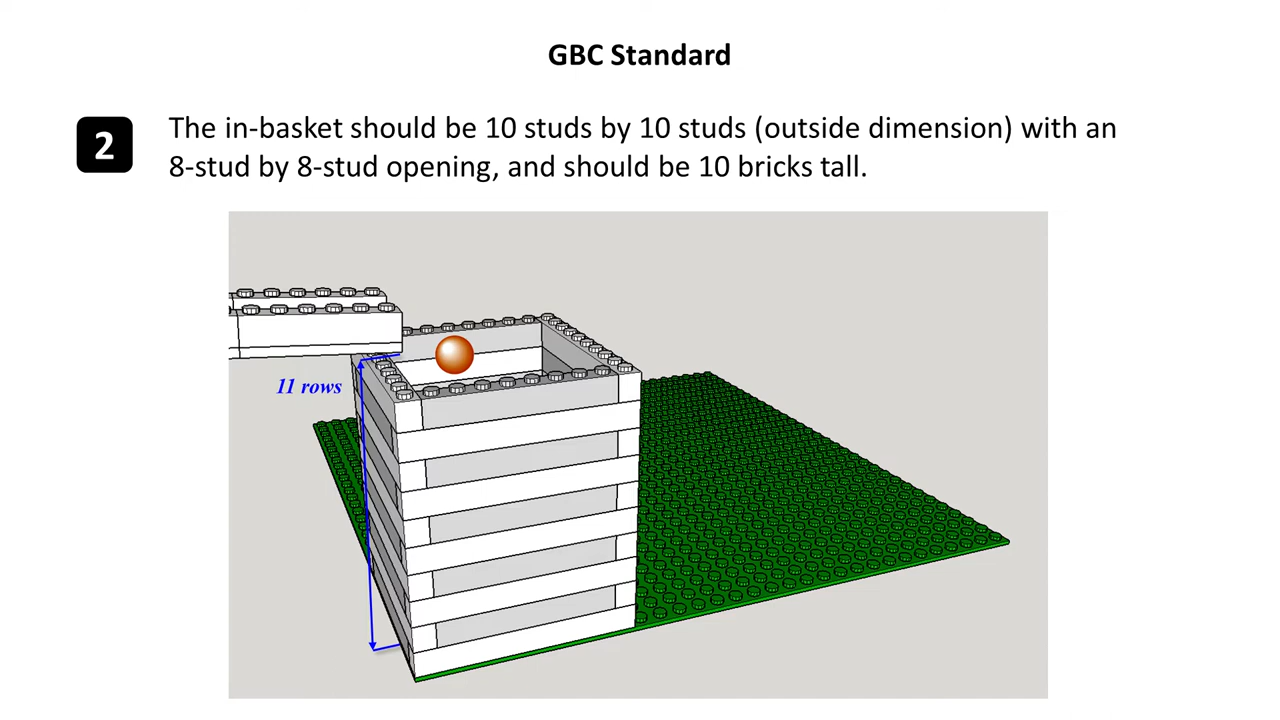 GBC Standard
2
The in-basket should be 10 studs by 10 studs (outside dimension) with an
8-stud by 8-stud opening, and should be 10 bricks tall.
11 rows